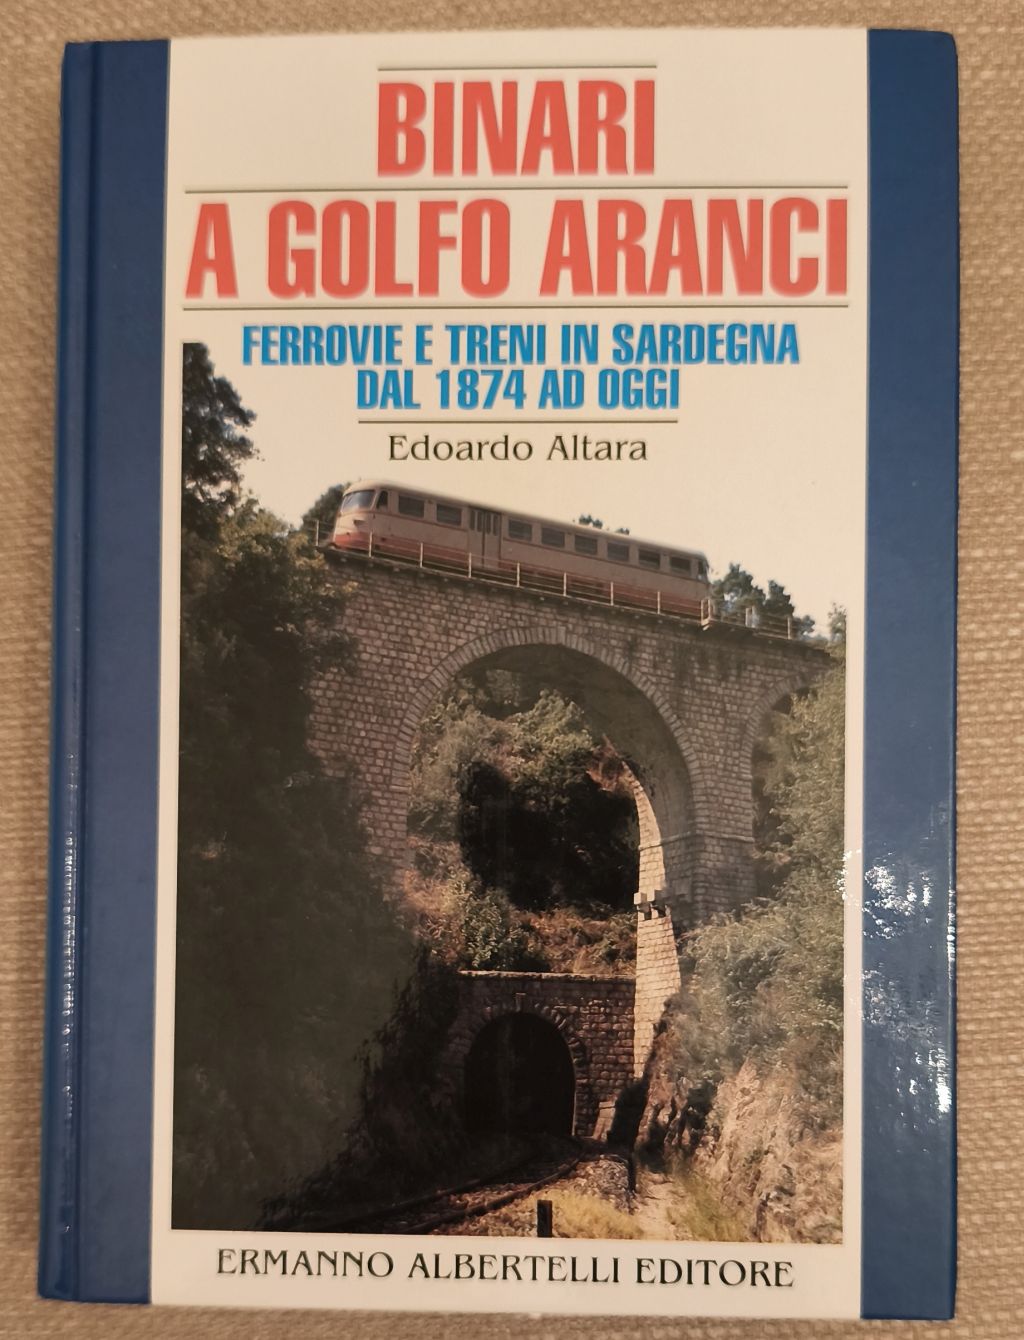 BINARI
A GOLFO ARANCI
FERROVIE E TRENI IN SARDEGNA
DAL 1874 AD OGGI
Edoardo Altara
ERMANNO ALBERTELLI EDITORE